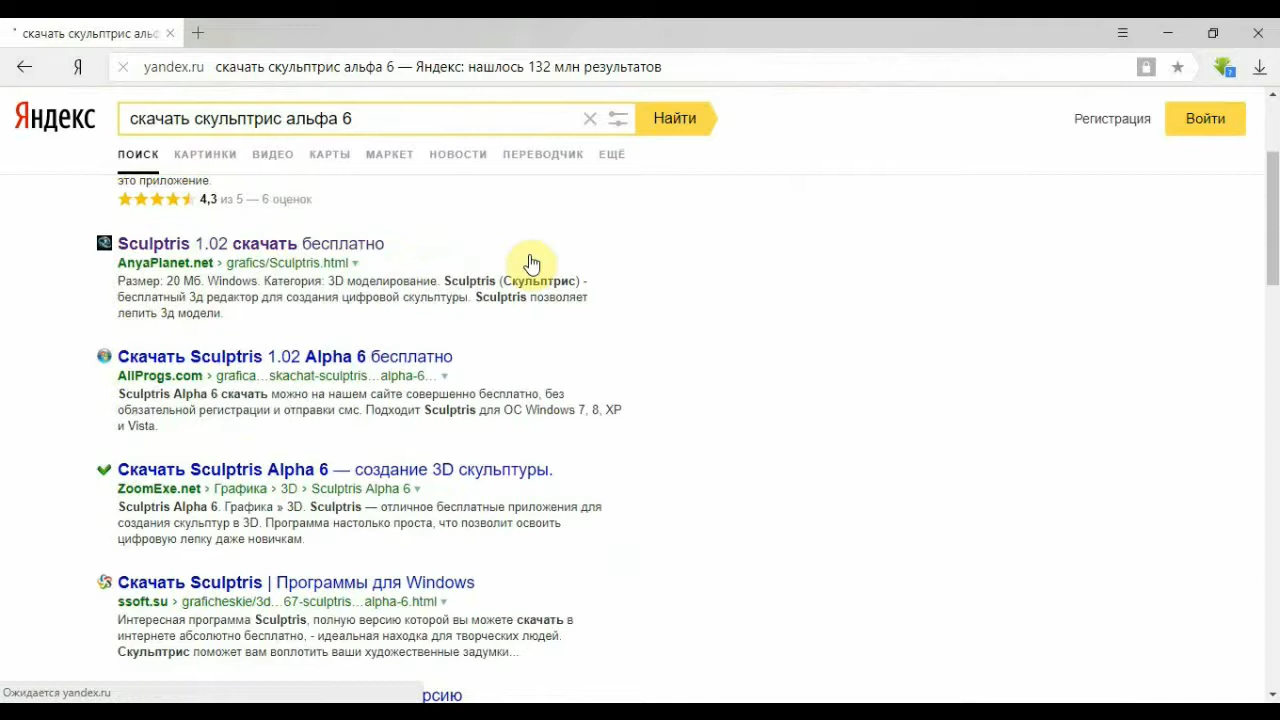 скачать скульптрис альф
yandex.ru скачать скульптрис альфа 6 — Яндекс: нашлось 132 млн результатов
Яндекс
скачать скульптрис альфа 6
Найти
Регистрация
Войти
ПОИСК КАРТИНКИ ВИДЕО КАРТЫ МАРКЕТ НОВОСТИ ПЕРЕВОДЧИК ЕЩЁ
это приложение.
4,3 из 5 — 6 оценок
Sculptris 1.02 скачать бесплатно
AnyaPlanet.net › grafics/Sculptris.html
Размер: 20 Мб. Windows. Категория: 3D моделирование. Sculptris (Скульптрис) -
бесплатный 3д редактор для создания цифровой скульптуры. Sculptris позволяет
лепить 3д модели.
Скачать Sculptris 1.02 Alpha 6 бесплатно
AllProgs.com › grafica...skachat-sculptris...alpha-6...
Sculptris Alpha 6 скачать можно на нашем сайте совершенно бесплатно, без
обязательной регистрации и отправки смс. Подходит Sculptris для ОС Windows 7, 8, XP
и Vista.
Скачать Sculptris Alpha 6 — создание 3D скульптуры.
ZoomExe.net › Графика › 3D › Sculptris Alpha 6
Sculptris Alpha 6. Графика » 3D. Sculptris — отличное бесплатные приложения для
создания скульптур в 3D. Программа настолько проста, что позволит освоить
цифровую лепку даже новичкам.
Скачать Sculptris | Программы для Windows
ssoft.su › graficheskie/3d...67-sculptris...alpha-6.html
Интересная программа Sculptris, полную версию которой вы можете скачать в
интернете абсолютно бесплатно, - идеальная находка для творческих людей.
Скульптрис поможет вам воплотить ваши художественные задумки...
Ожидается yandex.ru
рсию